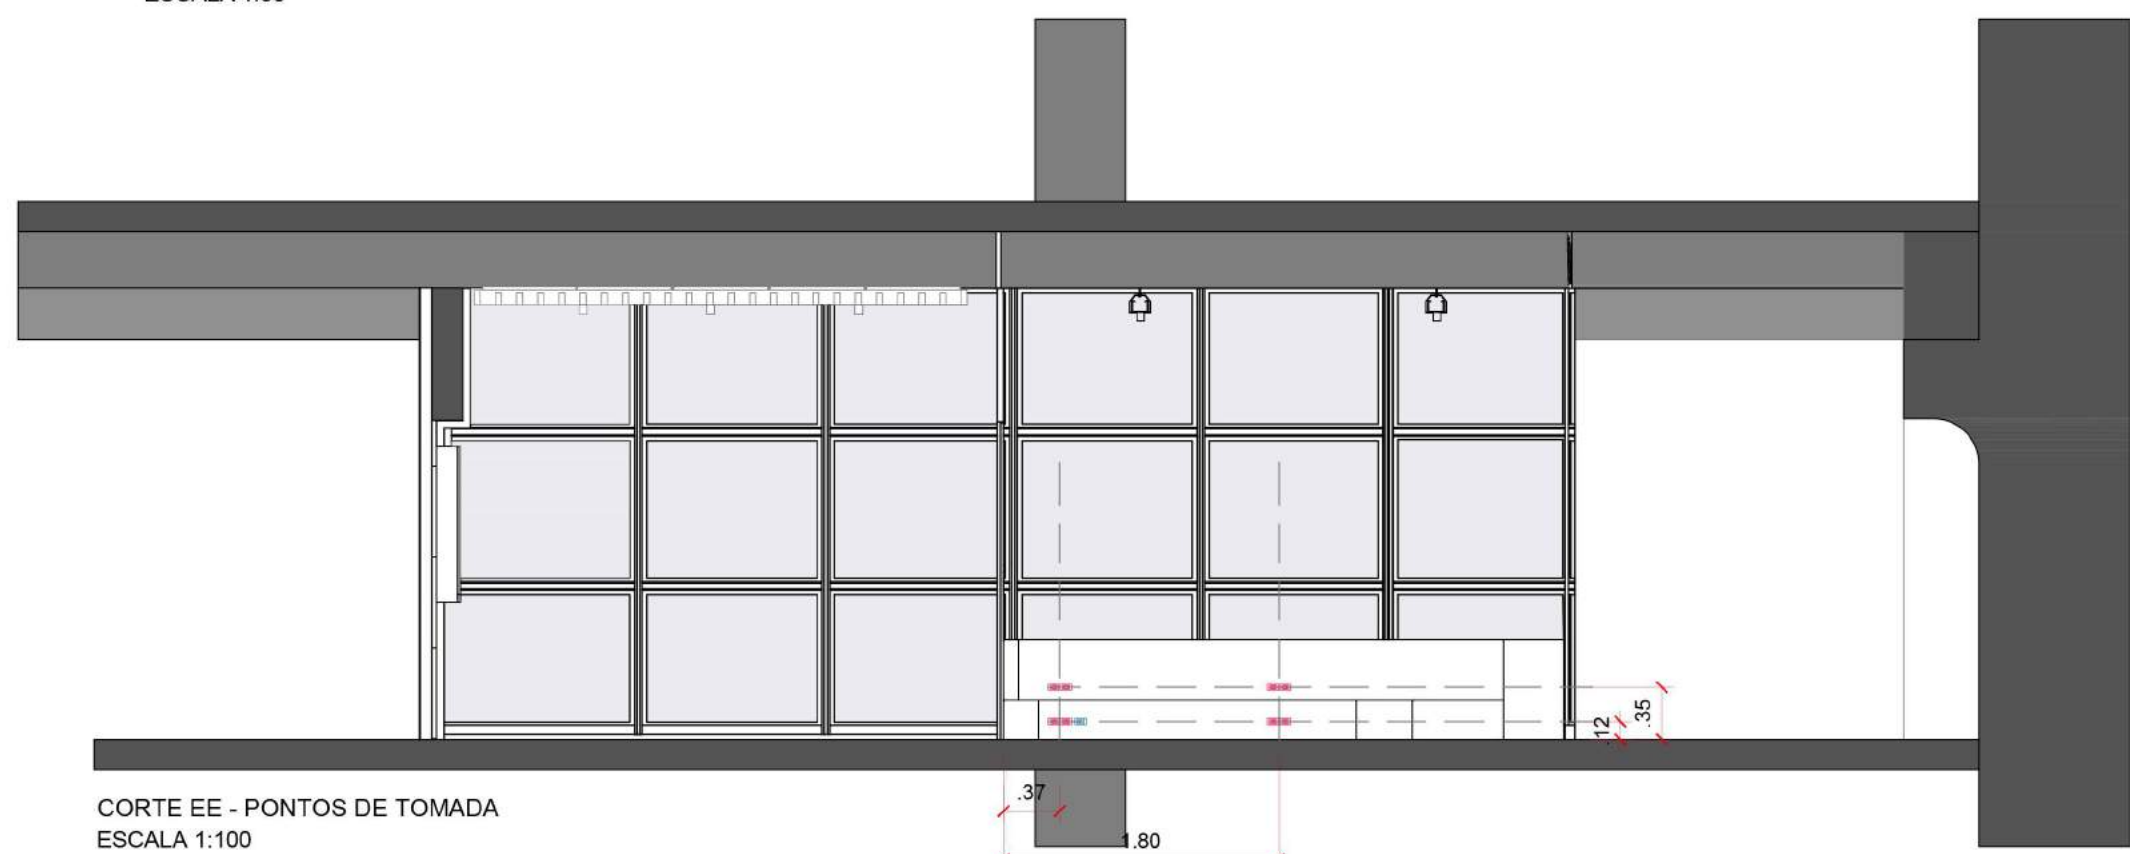 .35
.12
.37
CORTE EE - PONTOS DE TOMADA
ESCALA 1:100
1.80